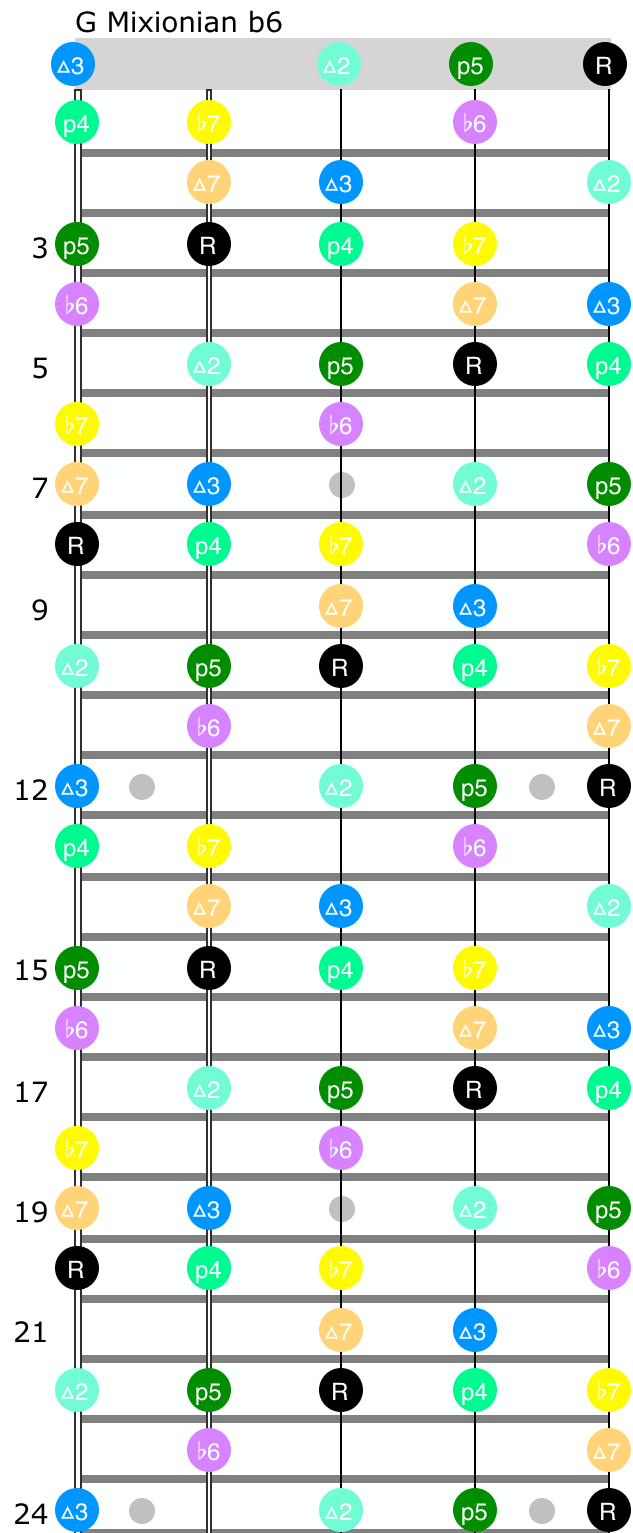 G Mixionian b6
△3 △2 p5 R
p4 ♭7 ♭6
△7 △3 △2
3 p5 R p4 ♭7
♭6 △7 △3
5 △2 p5 R p4
♭7 ♭6
7 △7 △3 △2 p5
R p4 ♭7 ♭6
9 △7 △3
△2 p5 R p4 ♭7
♭6 △7
12 △3 △2 p5 R
p4 ♭7 ♭6
△7 △3 △2
15 p5 R p4 ♭7
♭6 △7 △3
17 △2 p5 R p4
♭7 ♭6
19 △7 △3 △2 p5
R p4 ♭7 ♭6
21 △7 △3
△2 p5 R p4 ♭7
♭6 △7
24 △3 △2 p5 R